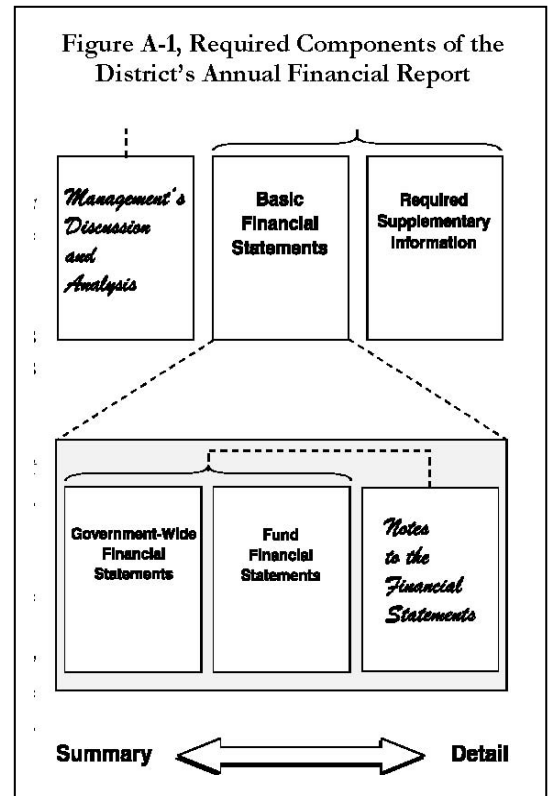 Figure A-1, Required Components of the
District's Annual Financial Report
Management's
Discussion
and
Analysis
Basic
Financial
Statements
Required
Supplementary
Information
Government-Wide
Financial
Statements
Fund
Financial
Statements
Notes
to the
Financial
Statements
Summary
Detail